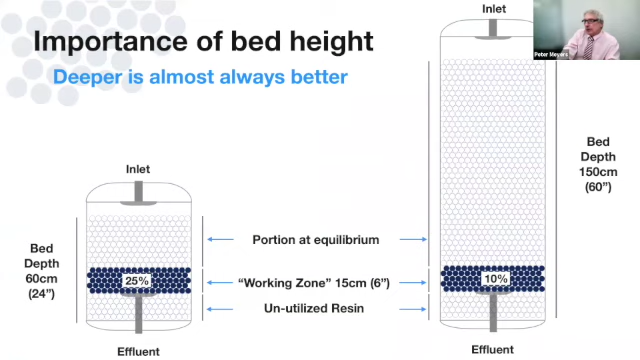 Importance of bed height
Deeper is almost always better
Inlet
Peter Meyers
Inlet
Bed
Depth
60cm
(24”)
25%
Effluent
Portion at equilibrium
“Working Zone” 15cm (6”)
Un-utilized Resin
10%
Effluent
Bed
Depth
150cm
(60”)